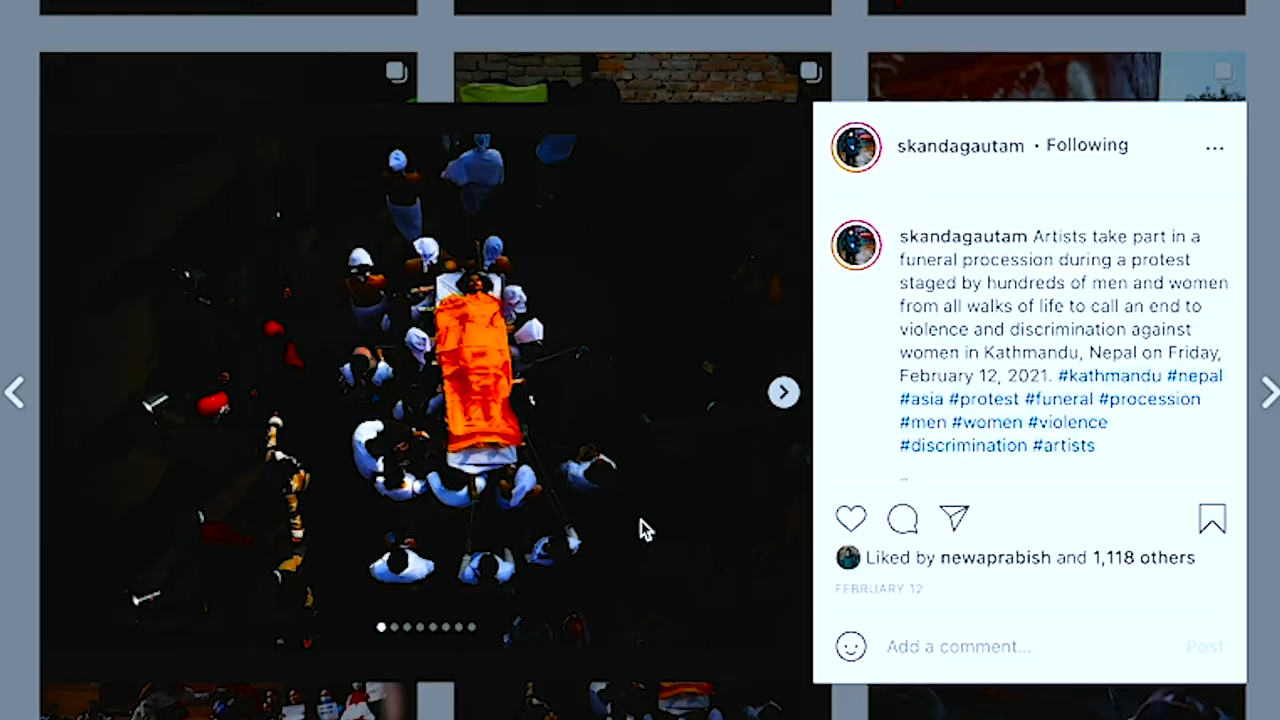 skandagautam • Following
skandagautam Artists take part in a
funeral procession during a protest
staged by hundreds of men and women
from all walks of life to call an end to
violence and discrimination against
women in Kathmandu, Nepal on Friday,
February 12, 2021. #kathmandu #nepal
#asia #protest #funeral #procession
#men #women #violence
#discrimination #artists
Liked by newaprabish and 1,118 others
FEBRUARY 12
Add a comment... Post